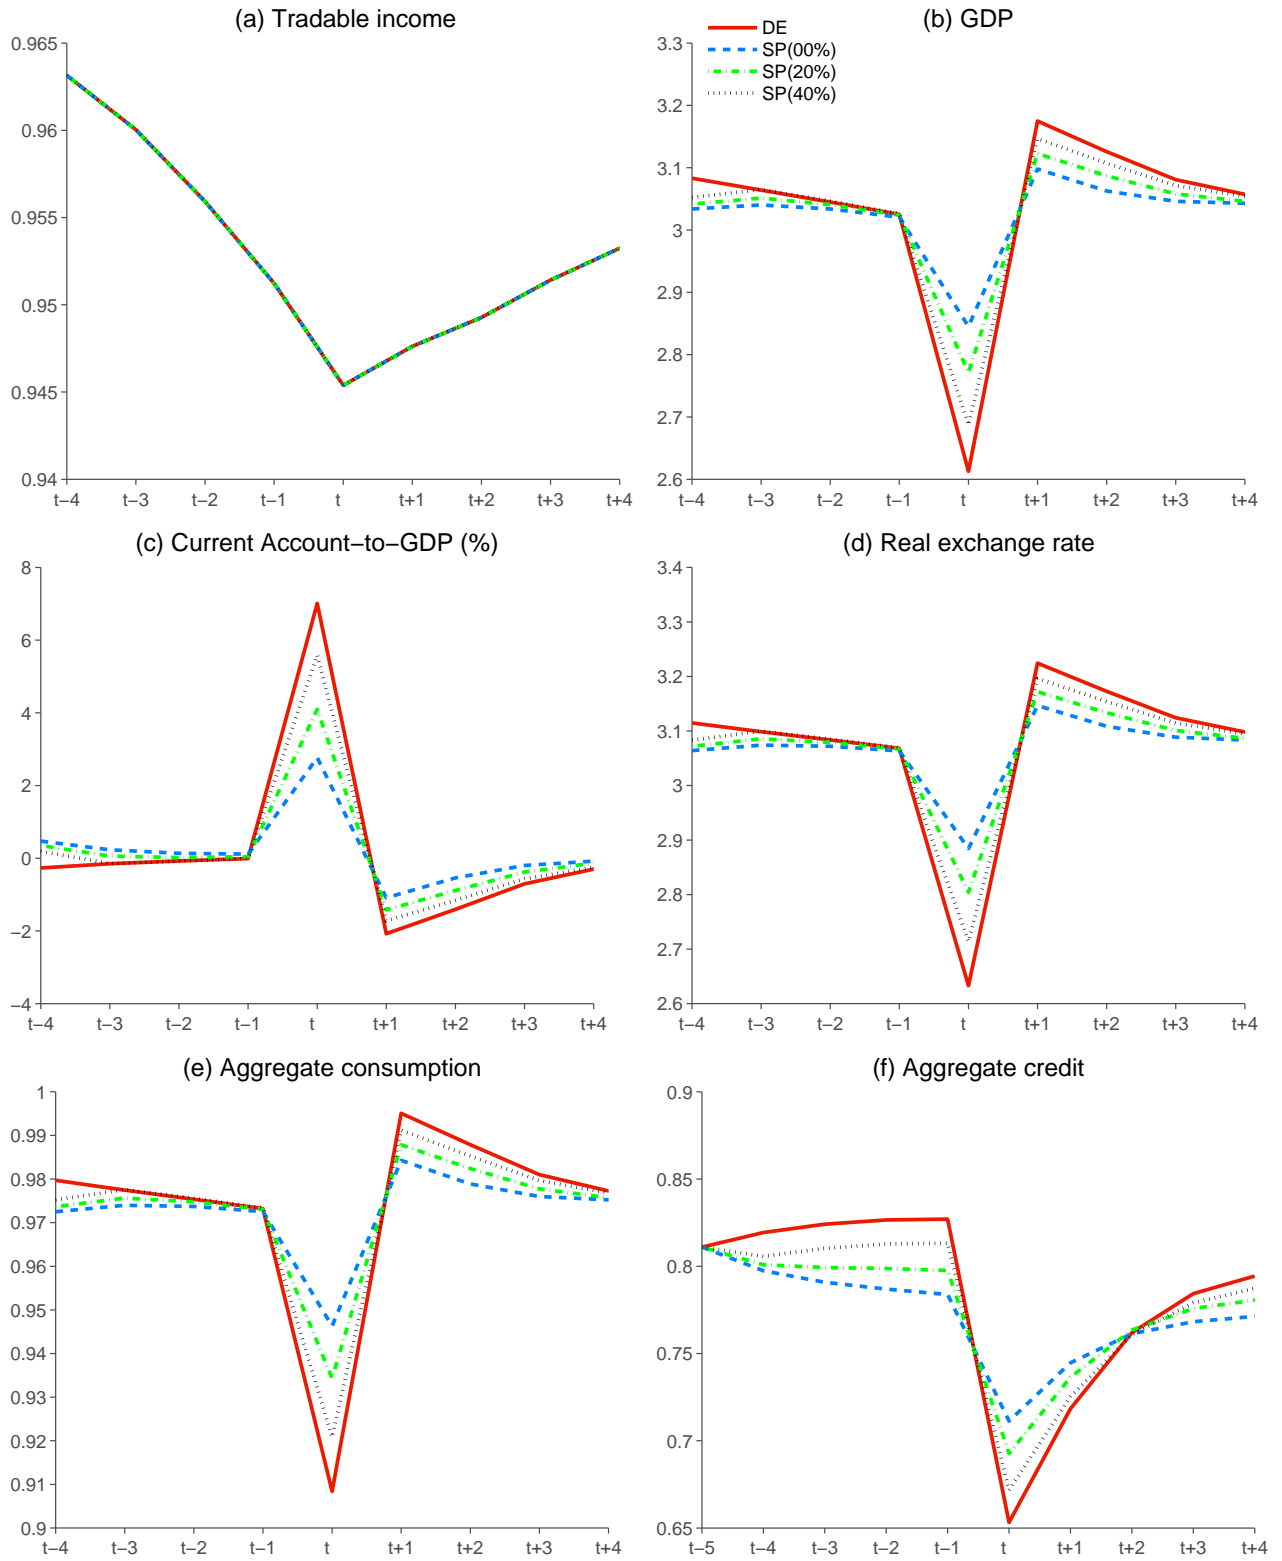 (a) Tradable income
0.965
0.96
0.955
0.95
0.945
0.94
t−4 t−3 t−2 t−1 t t+1 t+2 t+3 t+4
(b) GDP
DE
SP(00%)
SP(20%)
SP(40%)
3.3
3.2
3.1
3
2.9
2.8
2.7
2.6
t−4 t−3 t−2 t−1 t t+1 t+2 t+3 t+4
(c) Current Account−to−GDP (%)
8
6
4
2
0
−2
−4
t−4 t−3 t−2 t−1 t t+1 t+2 t+3 t+4
(d) Real exchange rate
3.4
3.4
3.2
3.1
3
2.9
2.8
2.7
2.6
t−4 t−3 t−2 t−1 t t+1 t+2 t+3 t+4
(e) Aggregate consumption
1
0.99
0.98
0.97
0.96
0.95
0.94
0.93
0.92
0.91
0.9
t−4 t−3 t−2 t−1 t t+1 t+2 t+3 t+4
(f) Aggregate credit
0.9
0.85
0.8
0.75
0.7
0.65
t−5 t−4 t−3 t−2 t−1 t t+1 t+2 t+3 t+4